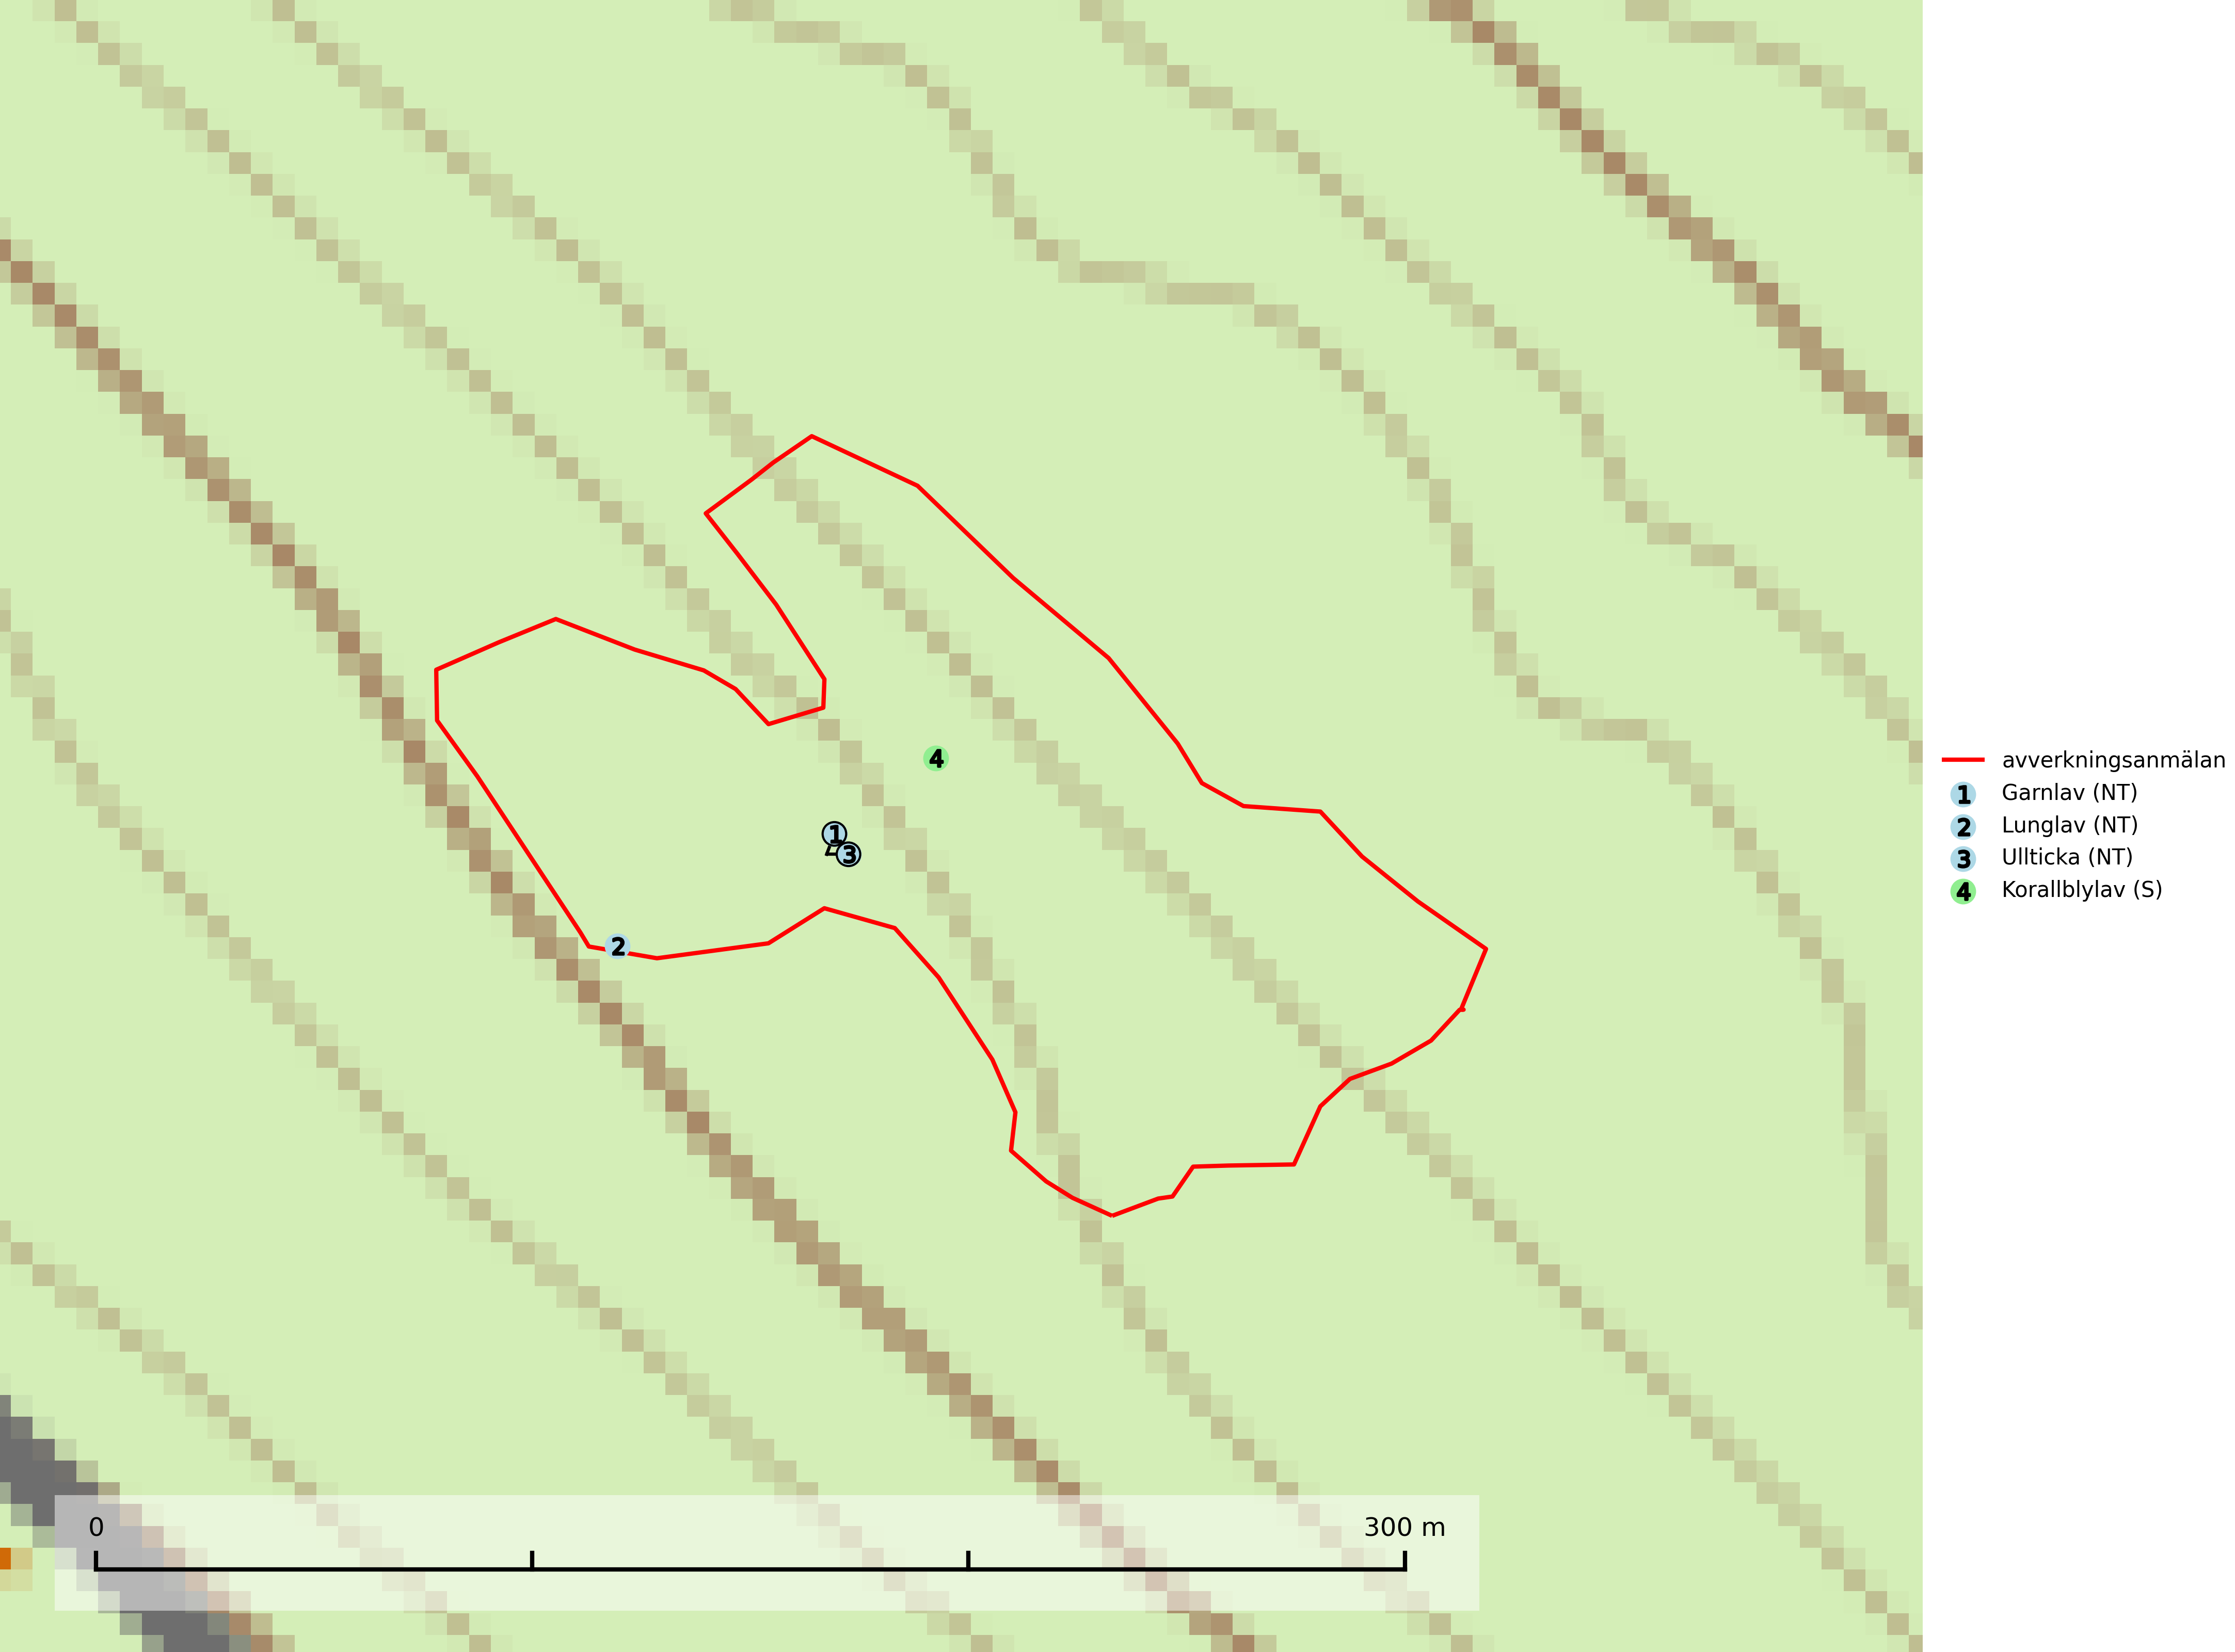 4
1
3
2
avverkningsanmälan
1 Garnlav (NT)
2 Lunglav (NT)
3 Ullticka (NT)
4 Korallblylav (S)
0 300 m